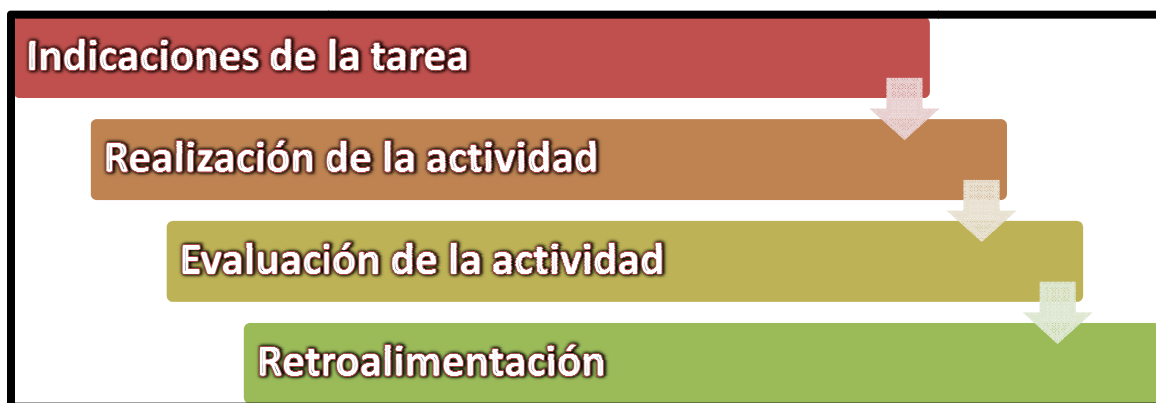 Indicaciones de la tarea
Realización de la actividad
Evaluación de la actividad
Retroalimentación